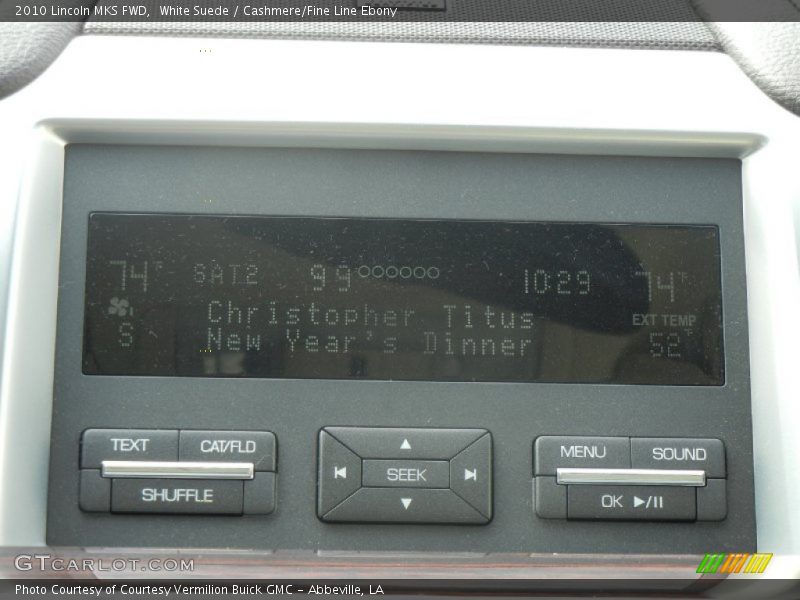 2010 Lincoln MKS FWD, White Suede / Cashmere/Fine Line Ebony
74°F SAT2 99 10:29 74°F
Christopher Titus EXT TEMP
S New Year's Dinner 52°F
TEXT CAT/FLD MENU SOUND
SEEK
SHUFFLE OK ►/II
GTCARLOT.COM
Photo Courtesy of Courtesy Vermilion Buick GMC - Abbeville, LA